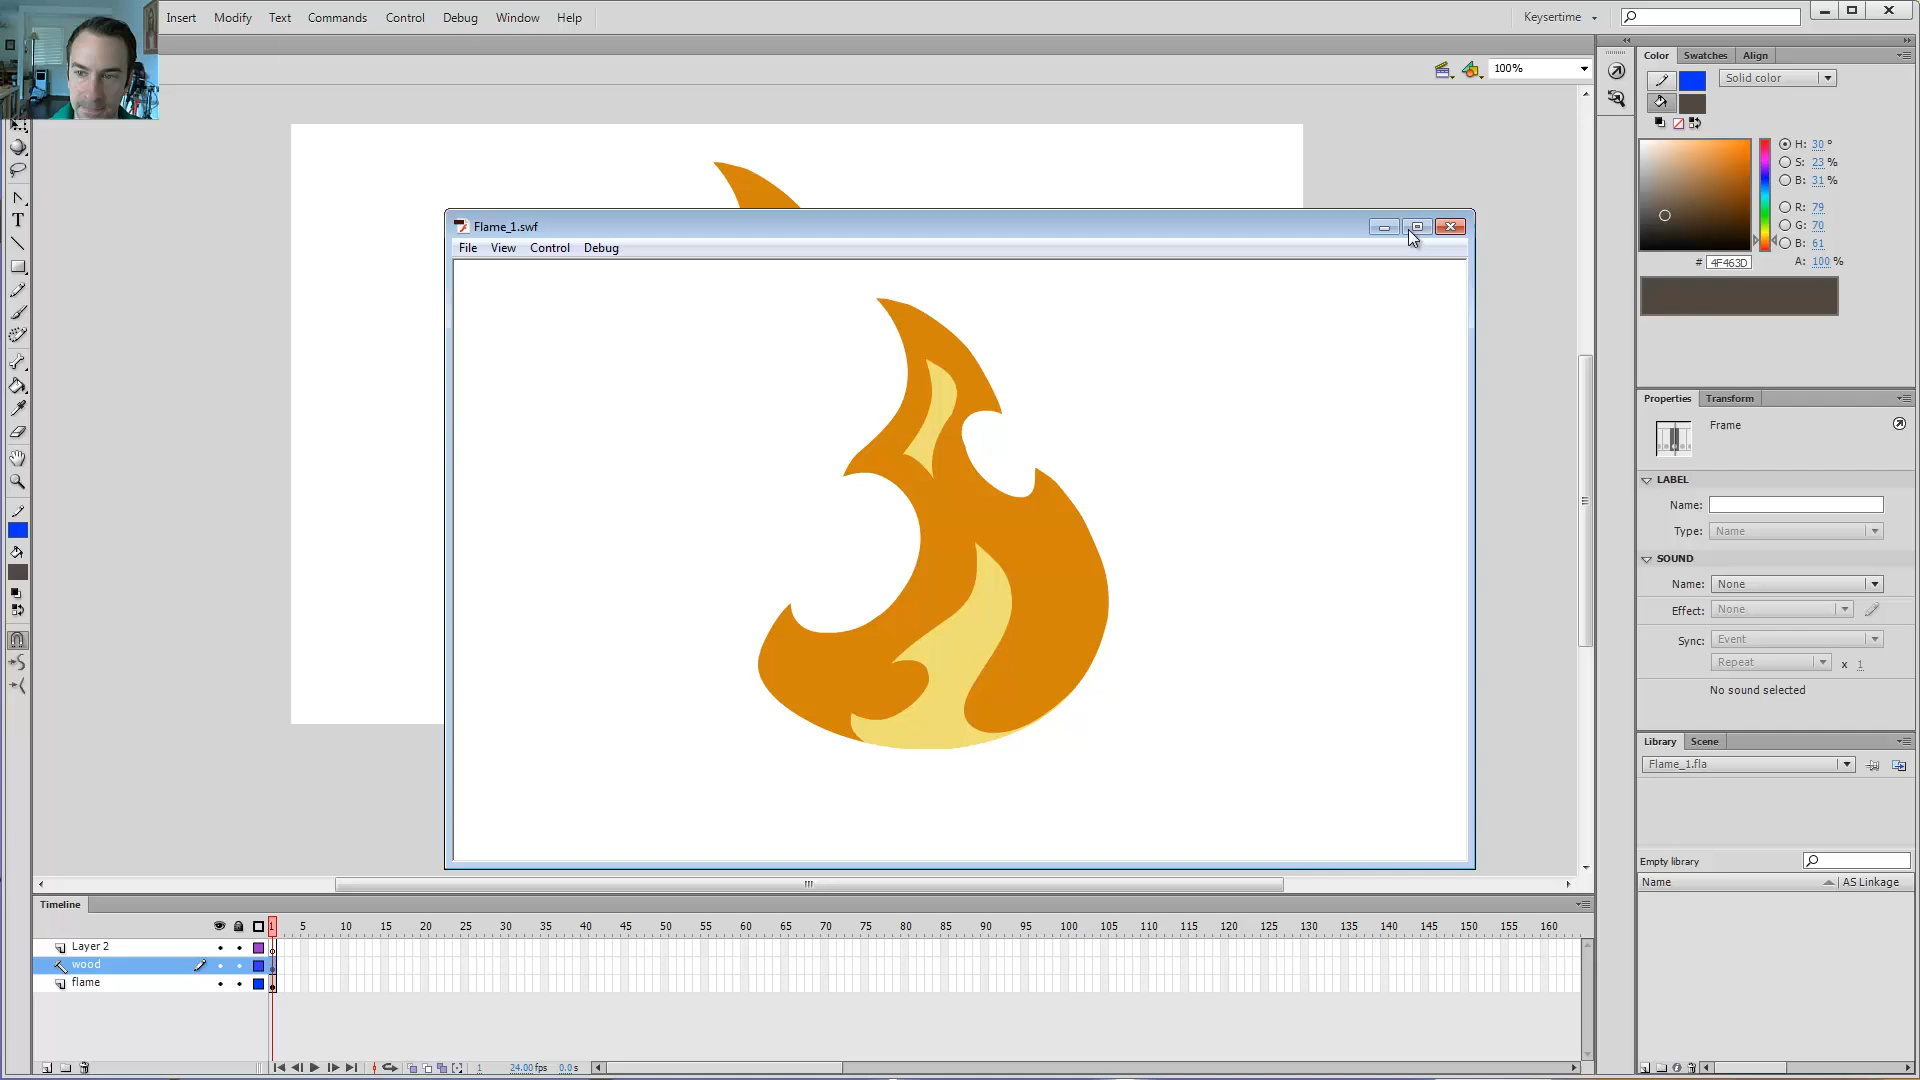 Insert Modify Text Commands Control Debug Window Help
Keysertime
100%
Color Swatches Align
Solid color
H: 30 °
S: 23 %
B: 31 %
R: 79
G: 70
B: 61
# 4F463D
A: 100 %
Flame_1.swf
File View Control Debug
Properties Transform
Frame
LABEL
Name:
Type: Name
SOUND
Name: None
Effect: None
Sync: Event
Repeat x 1
No sound selected
Library Scene
Flame_1.fla
Empty library
Name AS Linkage
Timeline
1 5 10 15 20 25 30 35 40 45 50 55 60 65 70 75 80 85 90 95 100 105 110 115 120 125 130 135 140 145 150 155 160
Layer 2
wood
flame
1 24.00 fps 0.0 s